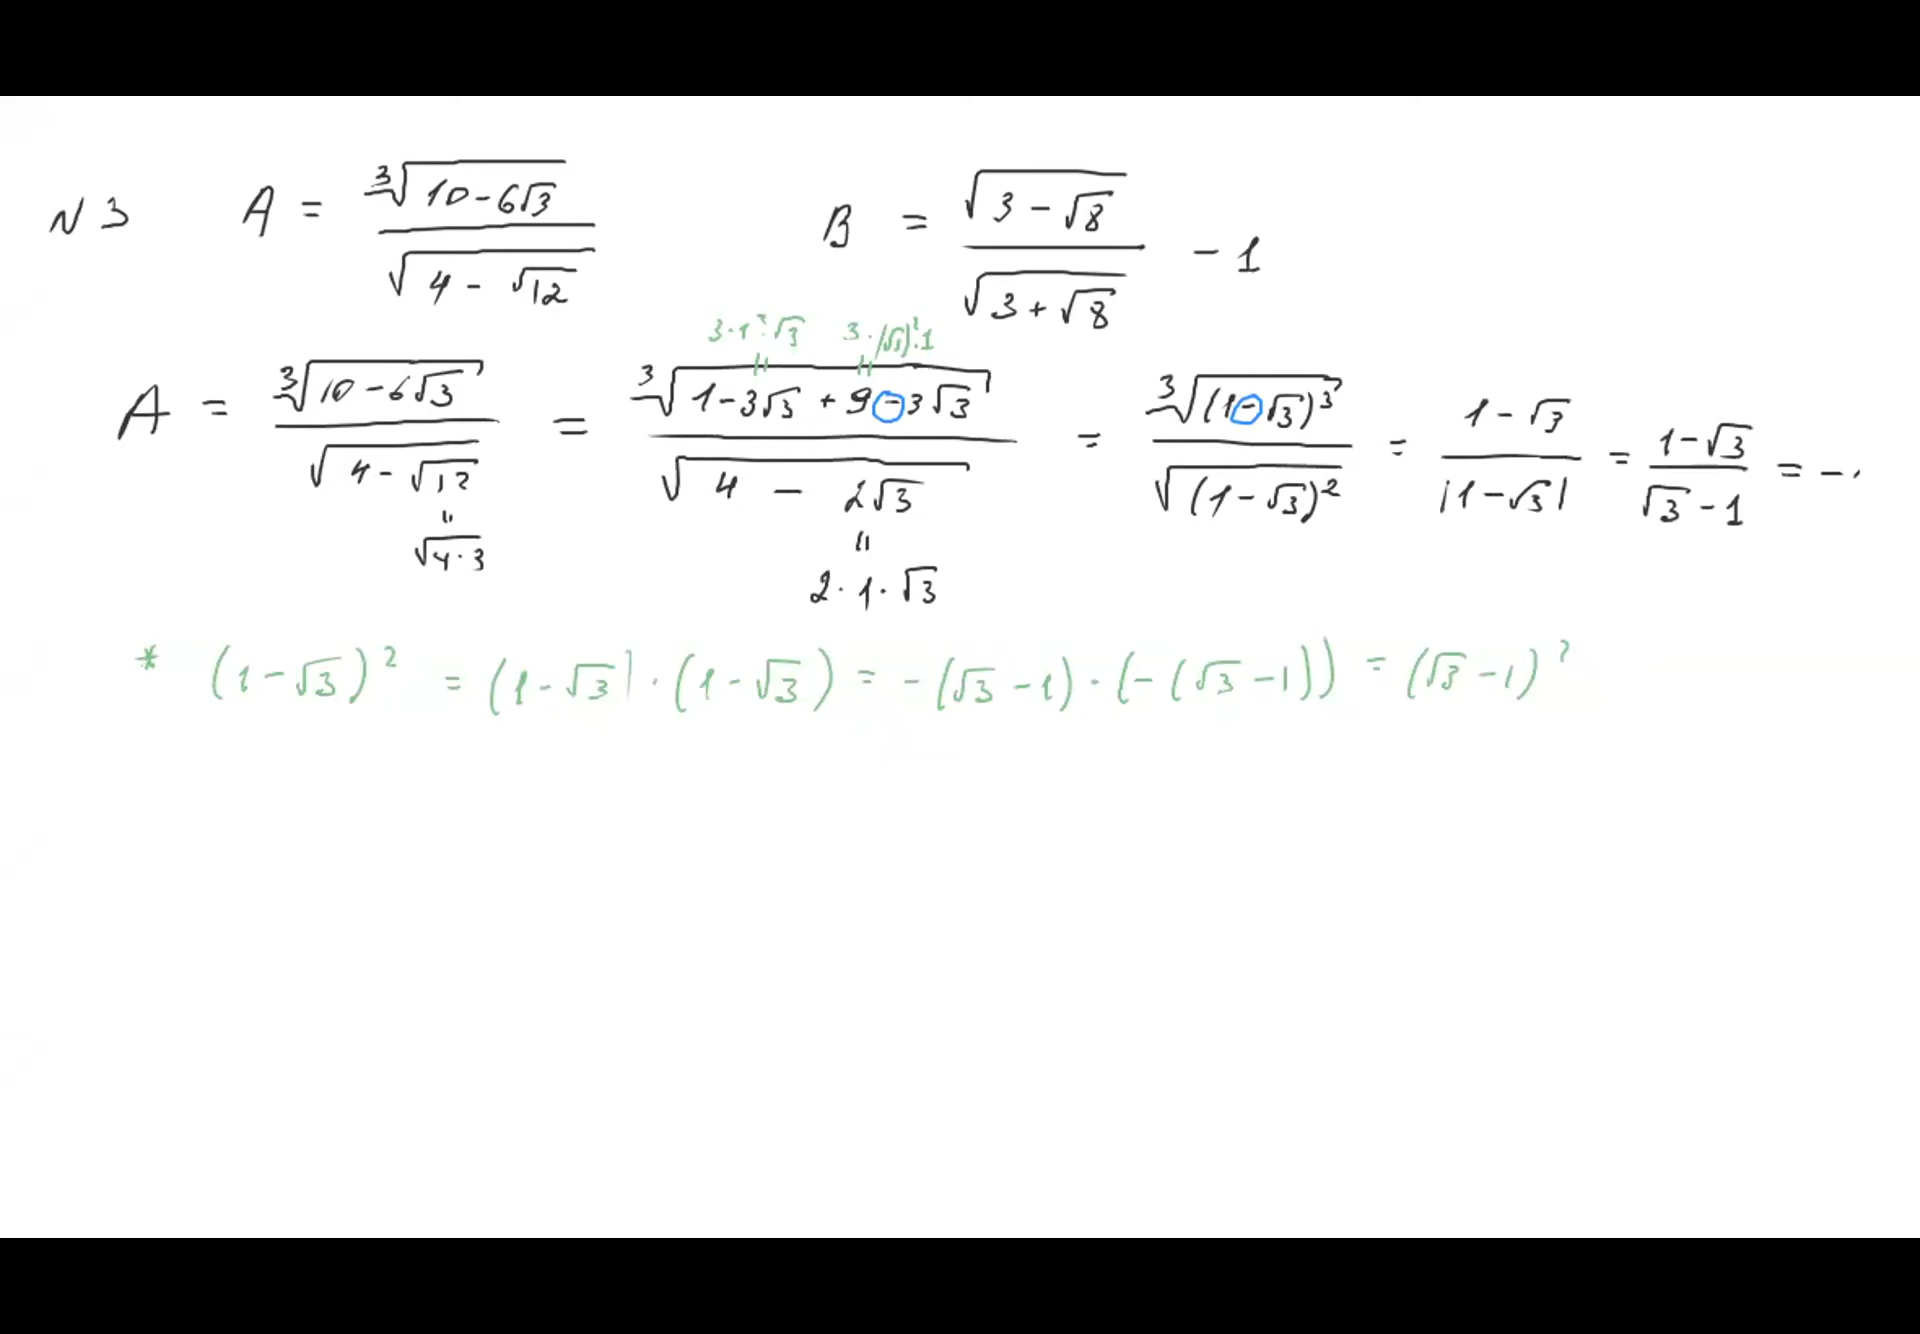 N 3 A = ∛(10 - 6√3) / √(4 - √12) B = √(3 - √8) / √(3 + √8) - 1
3·1²·√3 3·(√3)²·1
A = ∛(10 - 6√3) / √(4 - √12) = ∛(1 - 3√3 + 9 - 3√3) / √(4 - 2√3) = ∛((1 - √3)³) / √((1 - √3)²) = (1 - √3) / |1 - √3| = (1 - √3) / (√3 - 1) = -
" "
√(4·3) 2·1·√3
* (1 - √3)² = (1 - √3)·(1 - √3) = -(√3 - 1)·(-(√3 - 1)) = (√3 - 1)²